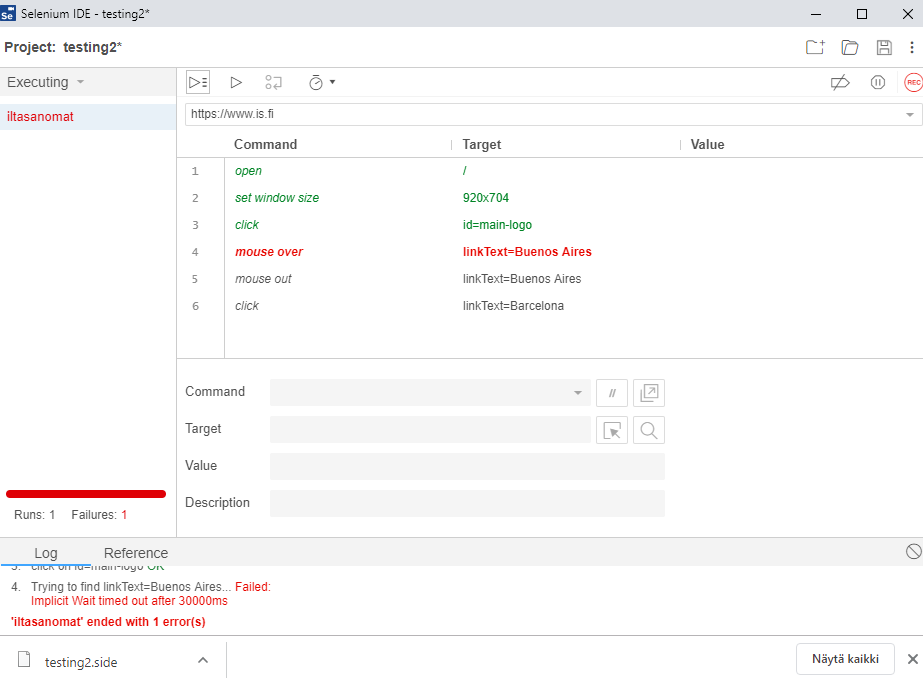 Se Selenium IDE - testing2*
Project: testing2*
Executing
REC
iltasanomat
https://www.is.fi
Command Target Value
1 open /
2 set window size 920x704
3 click id=main-logo
4 mouse over linkText=Buenos Aires
5 mouse out linkText=Buenos Aires
6 click linkText=Barcelona
Command //
Target
Value
Description
Runs: 1 Failures: 1
Log Reference
3. click on id=main-logo OK
4. Trying to find linkText=Buenos Aires... Failed:
Implicit Wait timed out after 30000ms
'iltasanomat' ended with 1 error(s)
testing2.side
Näytä kaikki